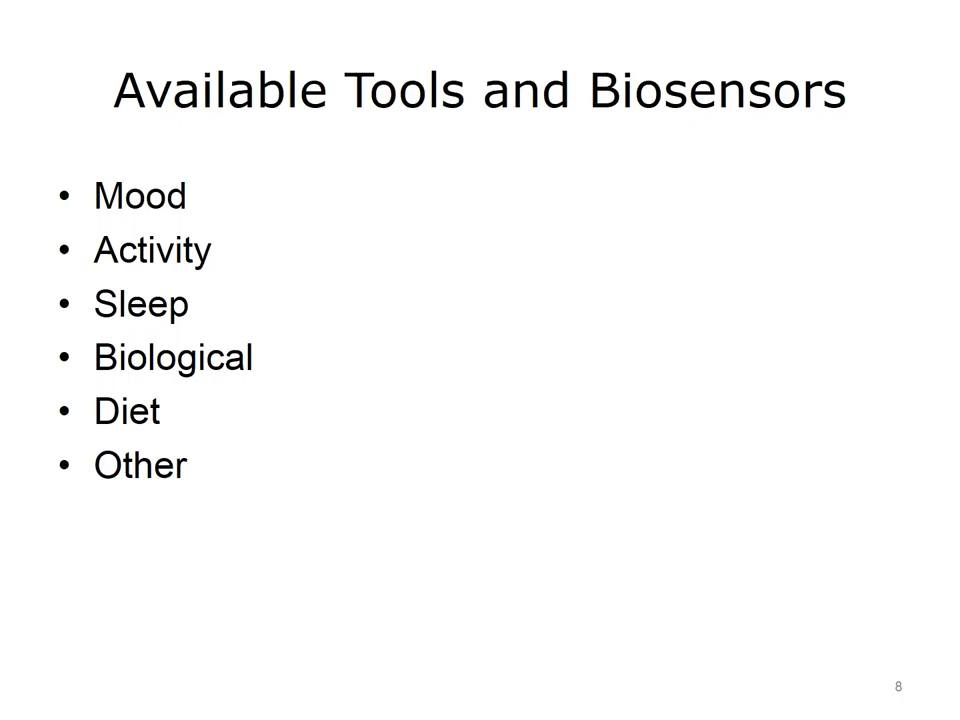 Available Tools and Biosensors
• Mood
• Activity
• Sleep
• Biological
• Diet
• Other
8